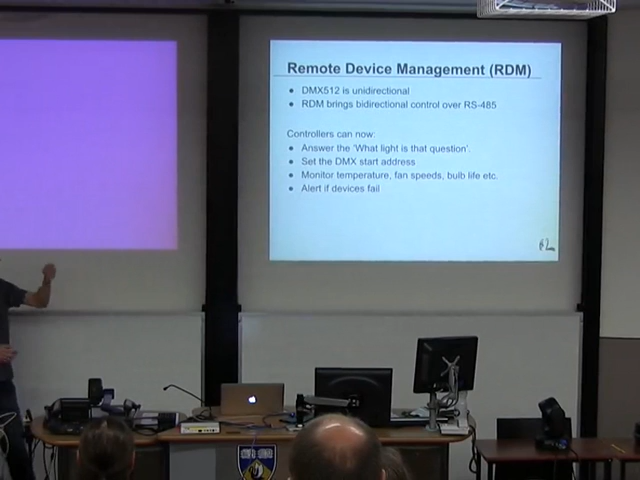 Remote Device Management (RDM)
• DMX512 is unidirectional
• RDM brings bidirectional control over RS-485
Controllers can now:
• Answer the 'What light is that question'.
• Set the DMX start address
• Monitor temperature, fan speeds, bulb life etc.
• Alert if devices fail